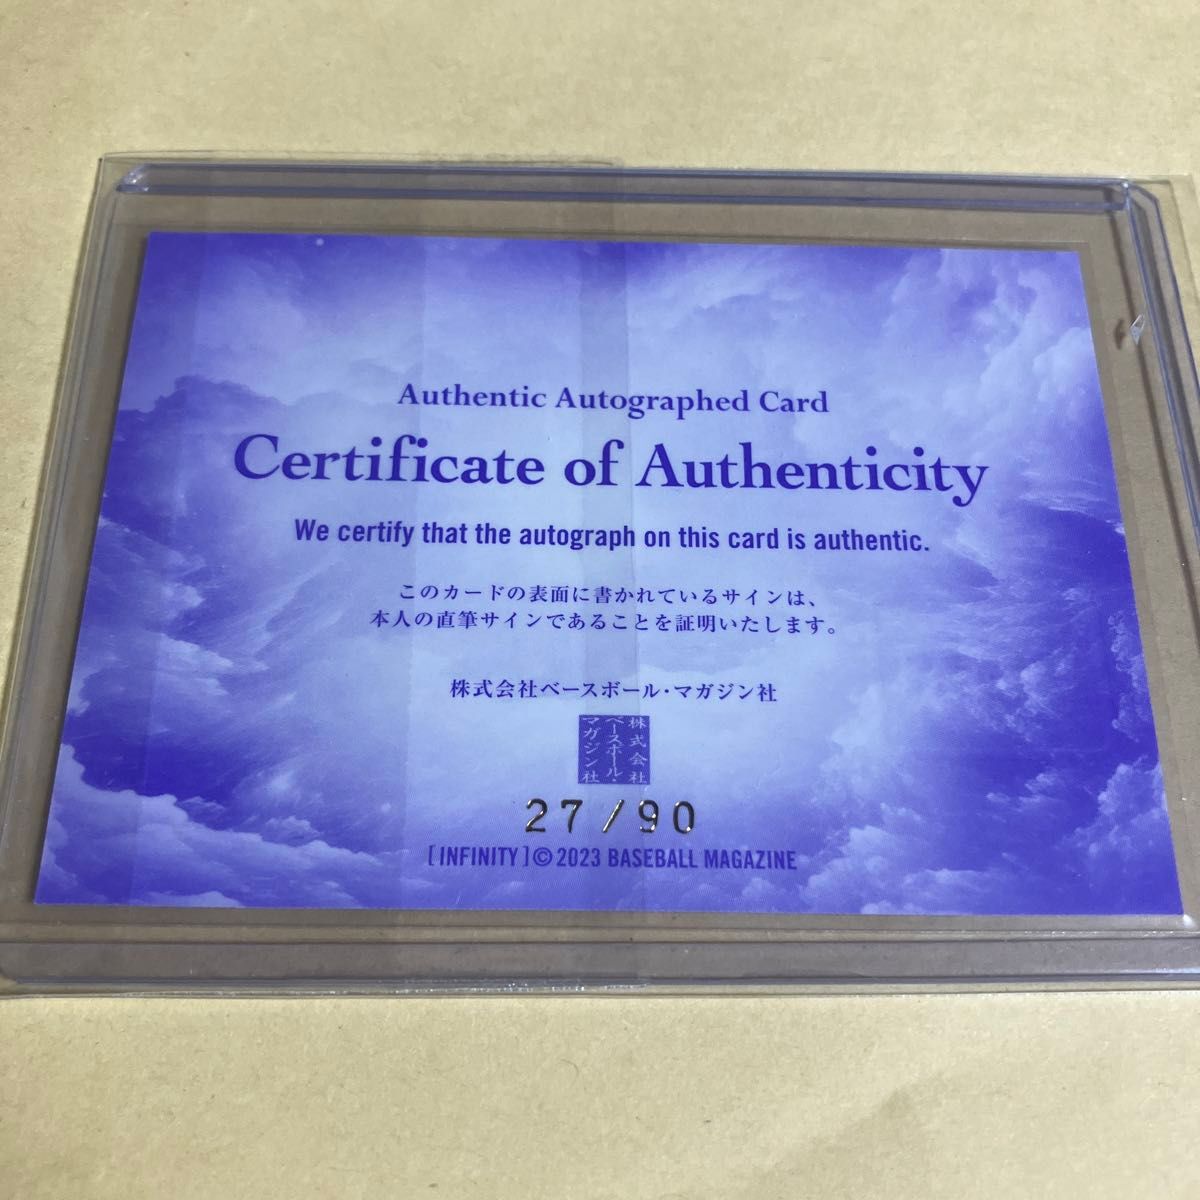 Authentic Autographed Card
Certificate of Authenticity
We certify that the autograph on this card is authentic.
このカードの表面に書かれているサインは、
本人の直筆サインであることを証明いたします。
株式会社ベースボール・マガジン社
株式会社
ベースボール・
マガジン社
27/90
[INFINITY]©2023 BASEBALL MAGAZINE